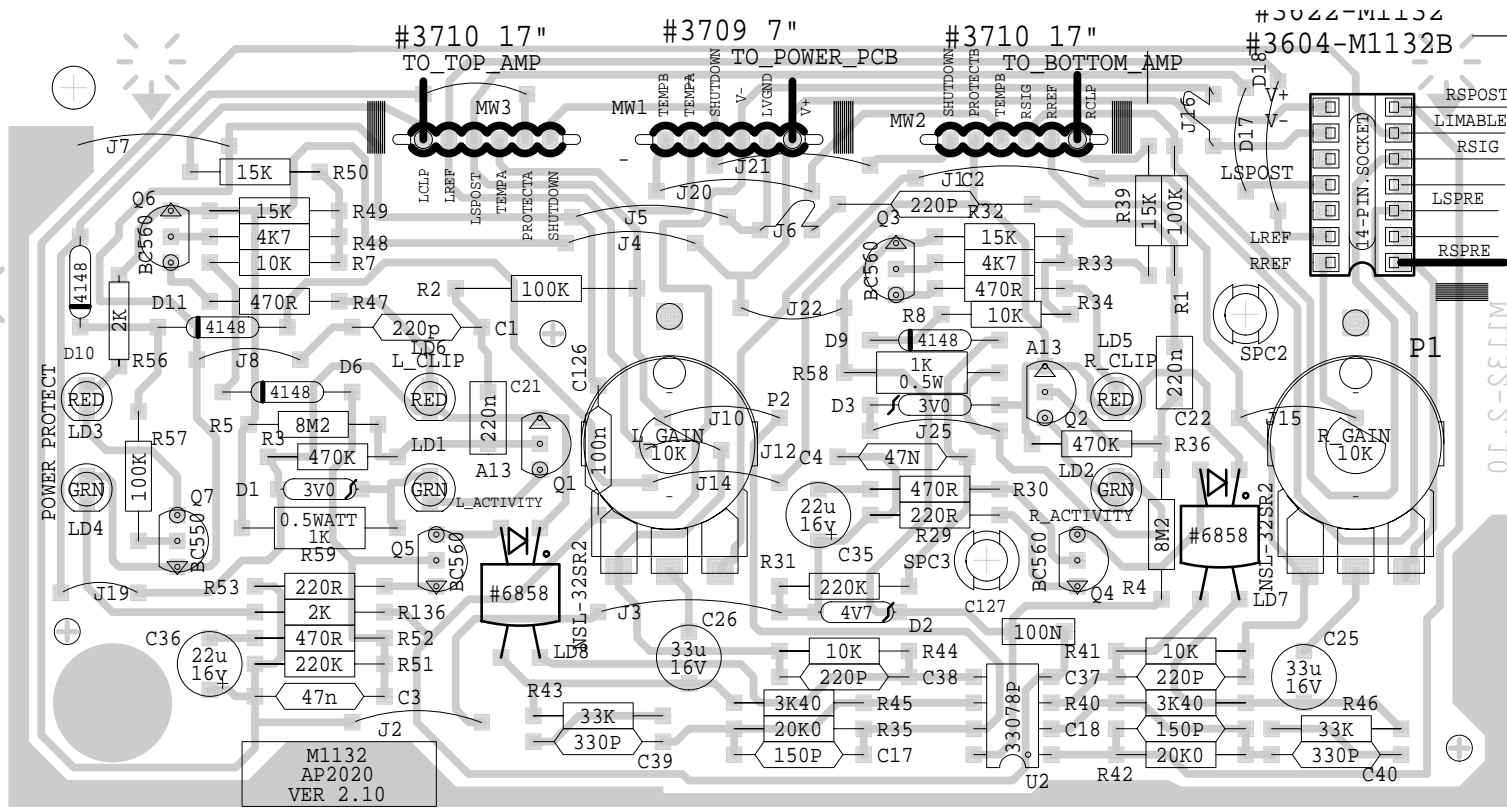 #3710 17"
TO_TOP_AMP
#3709 7"
TO_POWER_PCB
#3710 17"
TO_BOTTOM_AMP
#3622-M1132
#3604-M1132B
MW3
LCLP
LREF
LSPOST
TEMPA
PROTECTA
SHUTDOWN
MW1
TEMPB
TEMPA
SHUTDOWN
V-
LVGND
V+
MW2
SHUTDOWN
PROTECTB
TEMPB
RSIG
RREF
RCLP
J16
D18
D17
V+
V-
LSPOST
LREF
RREF
14-PIN.SOCKET
RSPOST
LIMABLE
RSIG
LSPRE
RSPRE
J7
15K
R50
Q6
BC560
15K
R49
4K7
R48
10K
R7
470R
R47
4148
D10
2K
R56
D11
4148
220p
C1
R2
100K
J8
D6
4148
LD6
L_CLIP
RED
J21
J20
J5
J4
J6
J22
J1
C2
220P
Q3
BC560
R32
15K
4K7
R33
470R
R34
R8
10K
R39
15K
100K
R1
D9
4148
R58
1K
0.5W
D3
3V0
J25
A13
Q2
LD5
R_CLIP
RED
220n
C22
SPC2
P1
M1132-2.10
POWER PROTECT
RED
LD3
GRN
LD4
R57
100K
Q7
BC550
R5
8M2
R3
470K
D1
3V0
0.5WATT
1K
R59
LD1
GRN
L_ACTIVITY
C21
220n
A13
Q1
C126
100n
P2
L_GAIN
10K
J10
J12
J14
C4
47N
470R
R30
220R
R29
22u
16V
C35
470K
R36
LD2
GRN
R_ACTIVITY
8M2
R4
#6858
NSL-32SR2
LD7
J15
R_GAIN
10K
Q5
BC560
#6858
NSL-32SR2
LD8
J19
R53
220R
2K
R136
470R
R52
220K
R51
47n
C3
C36
22u
16V
J2
J3
C26
33u
16V
R31
220K
4V7
D2
SPC3
C127
100N
BC560
Q4
10K
R44
220P
C38
3K40
R45
20K0
R35
150P
C17
R43
33K
330P
C39
33078P
U2
R41
10K
C37
220P
R40
3K40
C18
150P
R42
20K0
C25
33u
16V
R46
33K
330P
C40
M1132
AP2020
VER 2.10